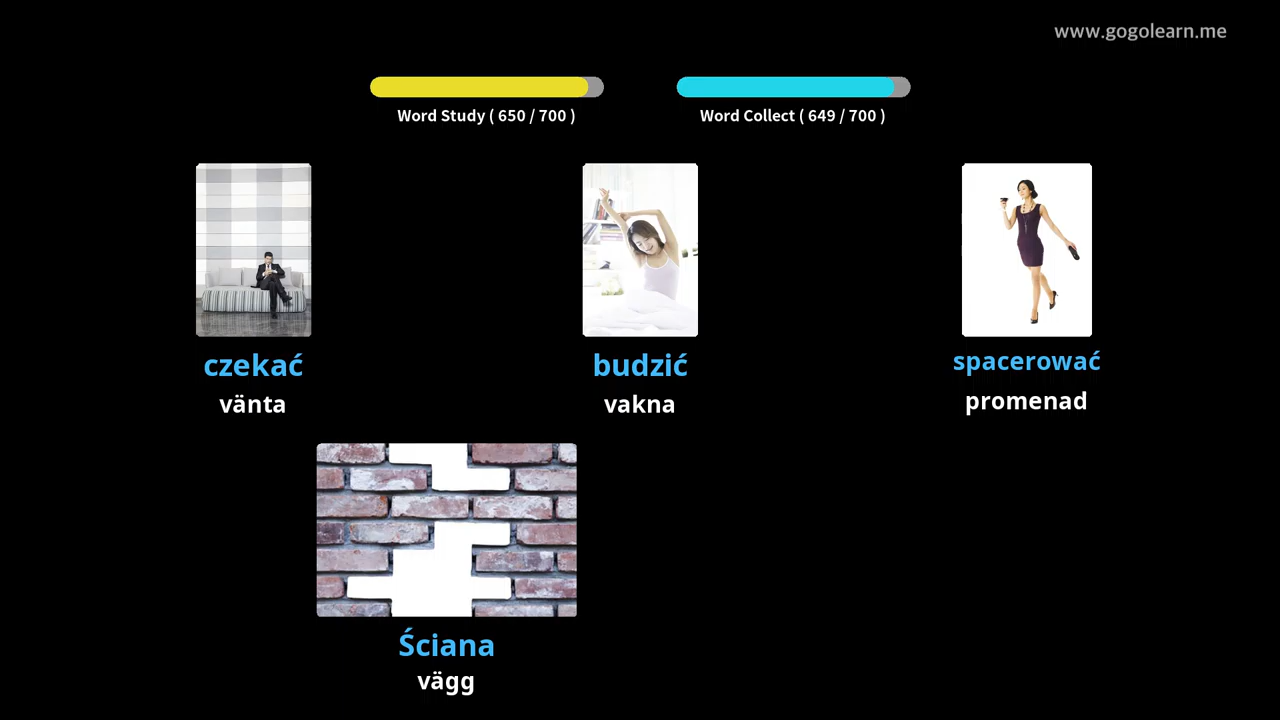 www.gogolearn.me
Word Study ( 650 / 700 )
Word Collect ( 649 / 700 )
czekać
budzić
spacerować
vänta
vakna
promenad
Ściana
vägg